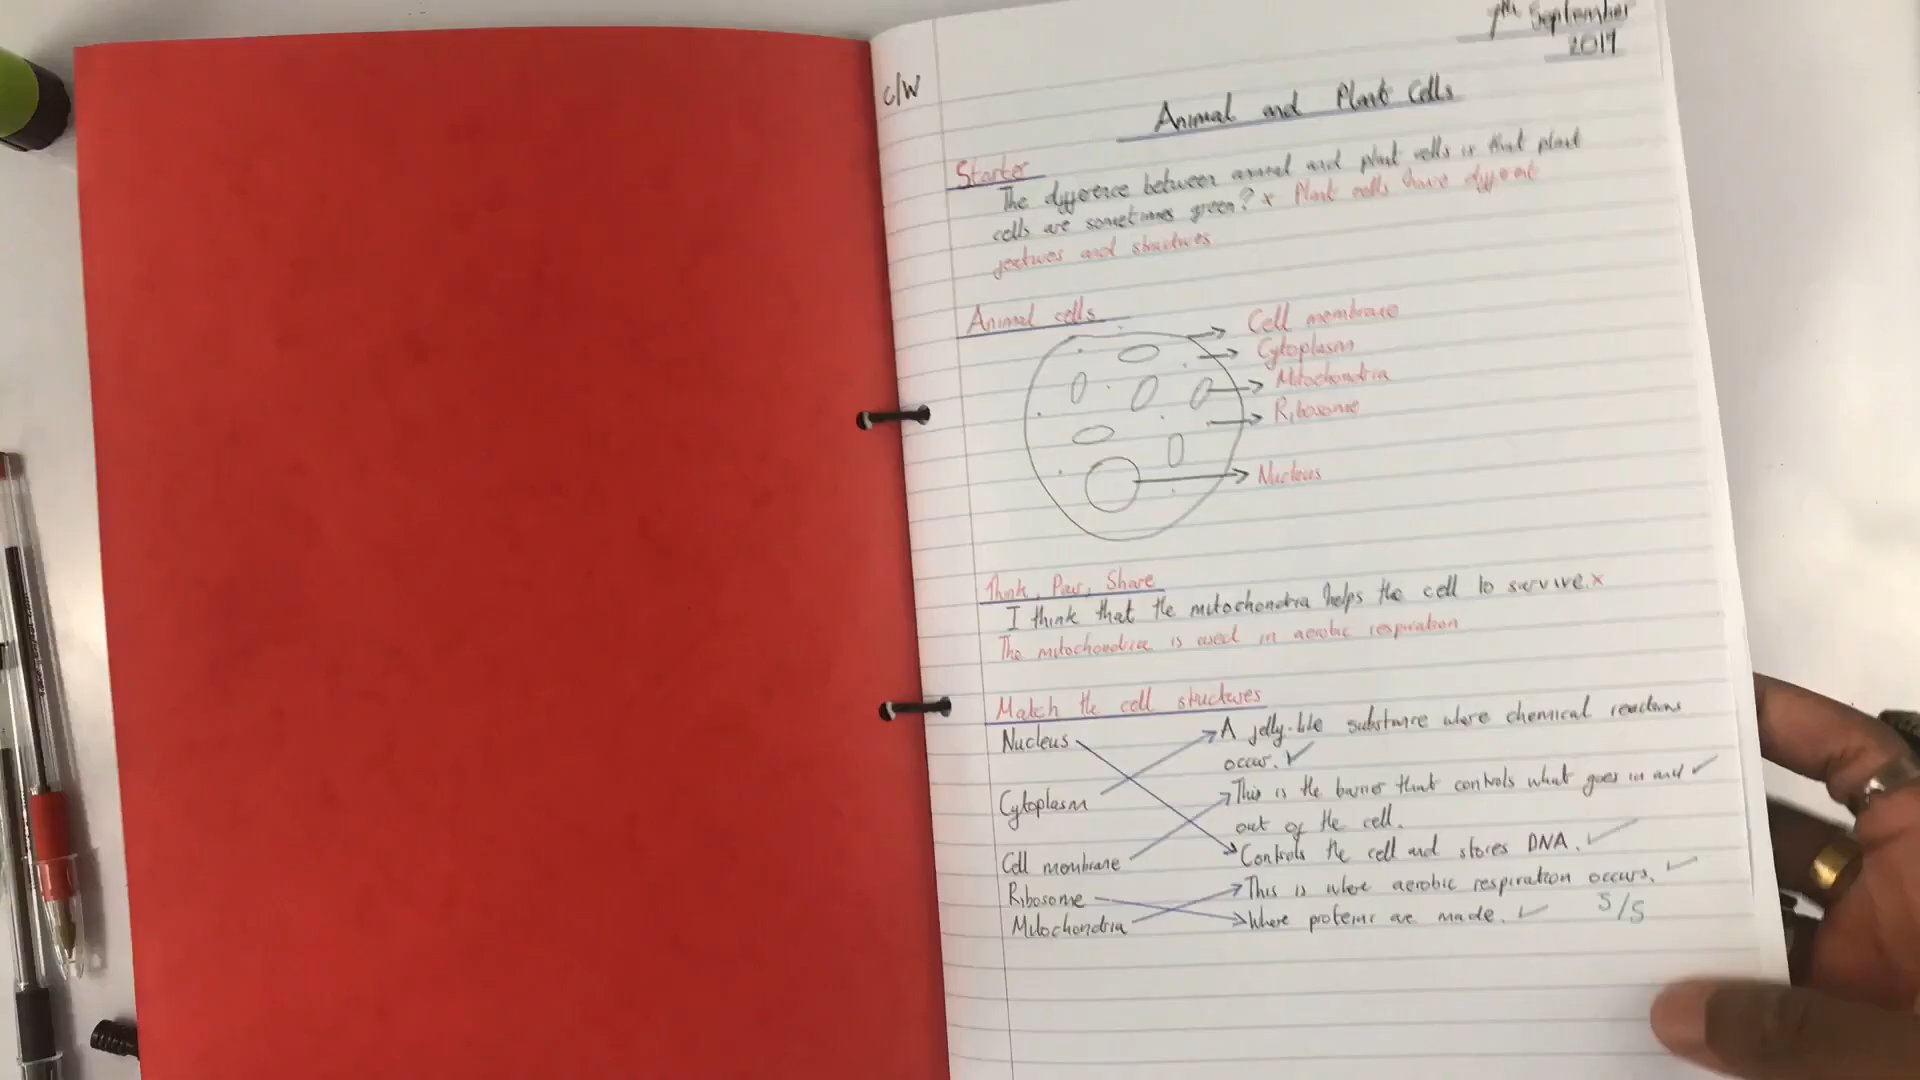 7th September
2017
C/W
Animal and Plant Cells
Starter
The difference between animal and plant cells is that plant
cells are sometimes green? x Plant cells have different
features and structures
Animal cells
Cell membrane
Cytoplasm
Mitochondria
Ribosome
Nucleus
Think, Pair, Share
I think that the mitochondria helps the cell to survive. x
The mitochondria is used in aerobic respiration
Match the cell structures
Nucleus
Cytoplasm
Cell membrane
Ribosome
Mitochondria
A jelly-like substance where chemical reactions
occur. ✓
This is the barrier that controls what goes in and ✓
out of the cell.
Controls the cell and stores DNA. ✓
This is where aerobic respiration occurs. ✓
Where proteins are made. ✓
5/5